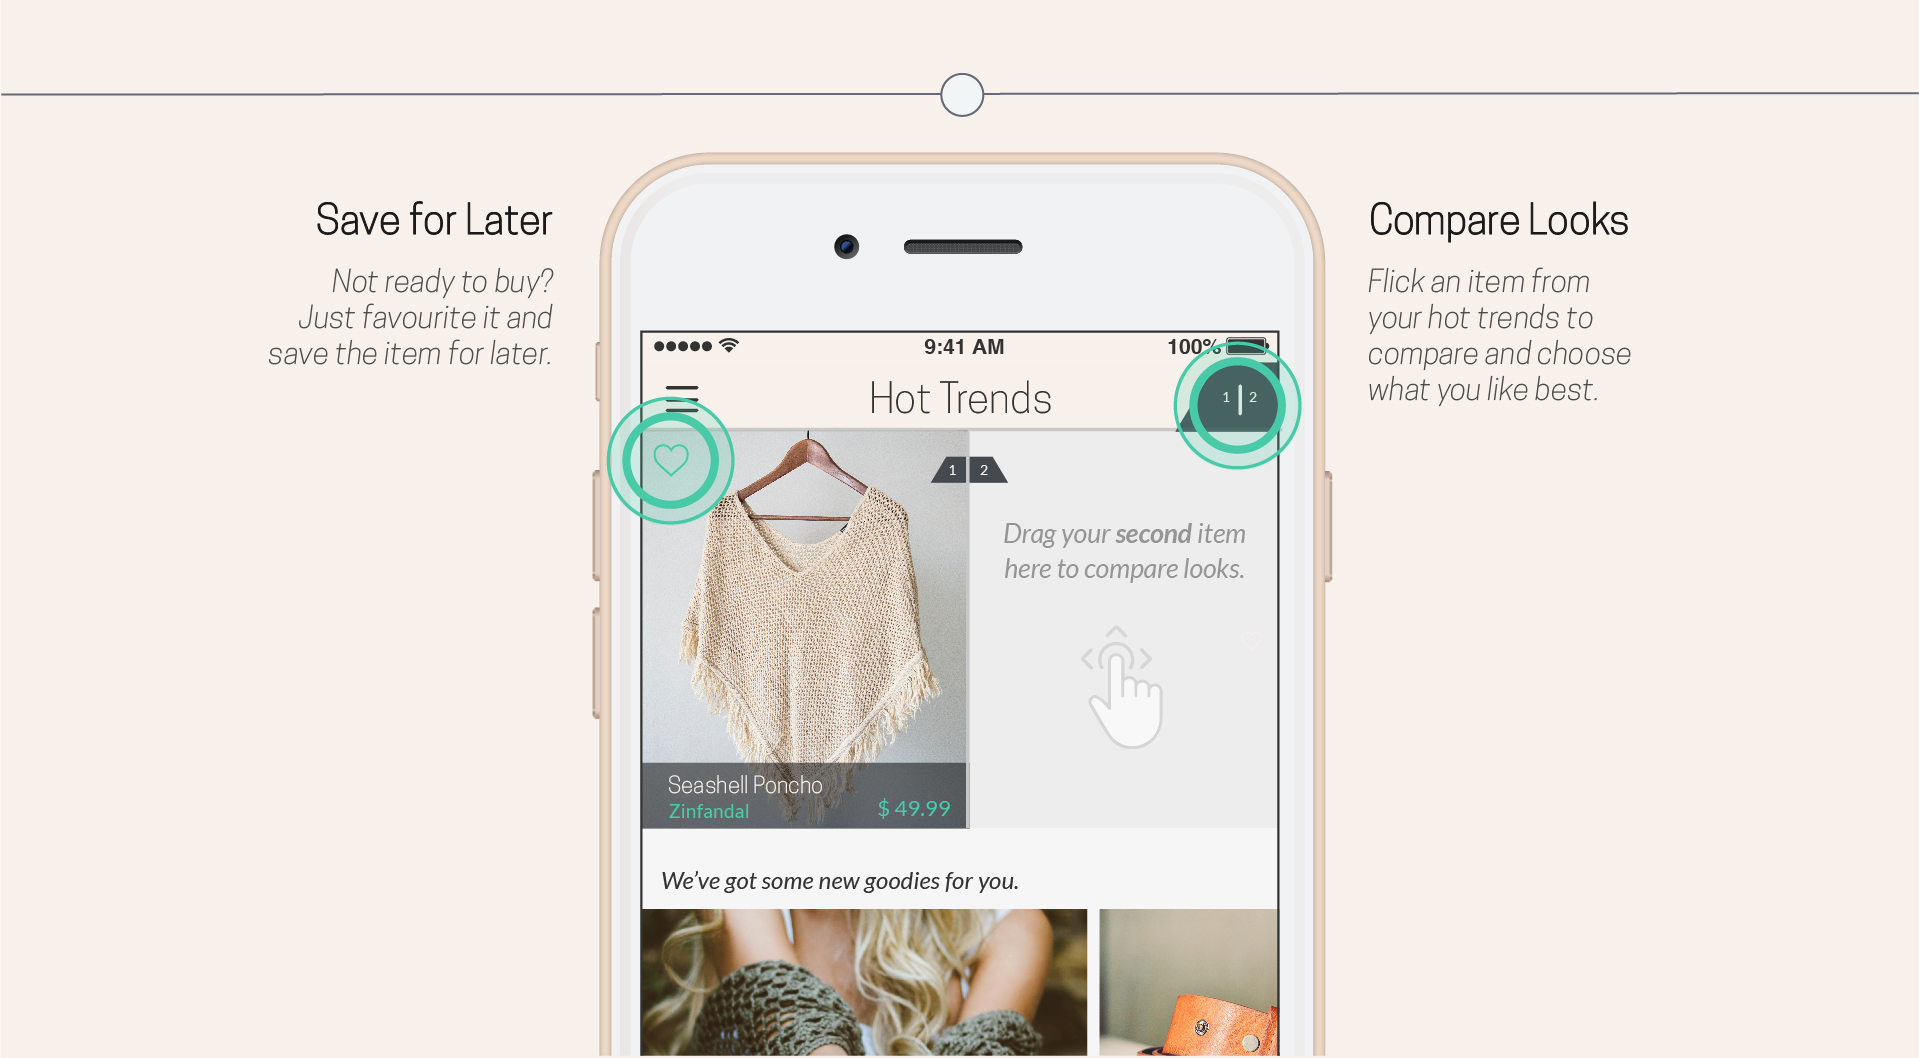 Save for Later
Not ready to buy?
Just favourite it and
save the item for later.
Compare Looks
Flick an item from
your hot trends to
compare and choose
what you like best.
9:41 AM
100%
Hot Trends
1 2
1 2
Drag your second item
here to compare looks.
Seashell Poncho
Zinfandal
$ 49.99
We've got some new goodies for you.